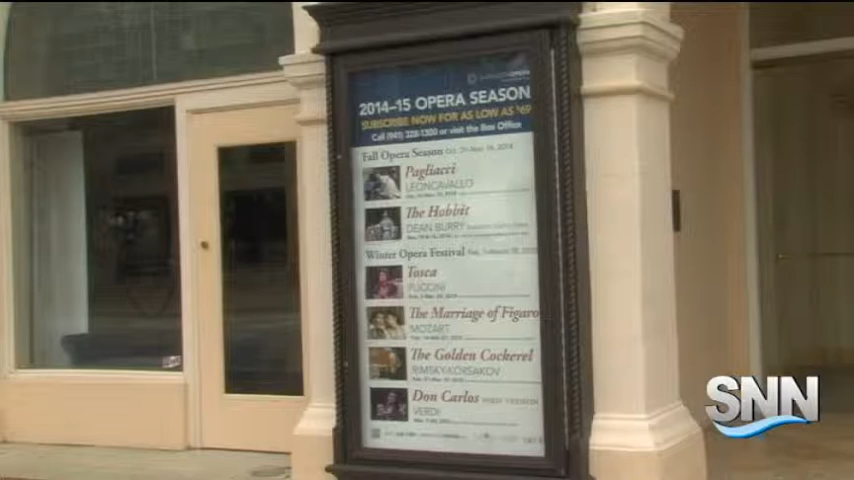 2014-15 OPERA SEASON
SUBSCRIBE NOW FOR AS LOW AS $69
Call (941) 328-1300 or visit the Box Office
Fall Opera Season
Pagliacci
LEONCAVALLO
The Hobbit
DEAN BURRY
Winter Opera Festival
Tosca
PUCCINI
The Marriage of Figaro
MOZART
The Golden Cockerel
RIMSKY-KORSAKOV
Don Carlos
VERDI
SNN